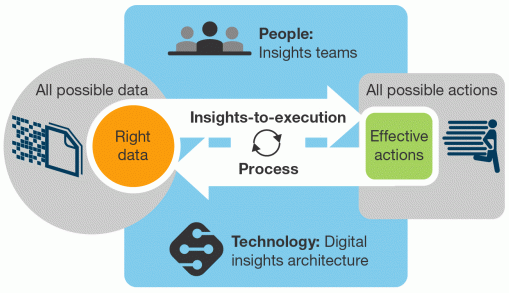 People:
Insights teams
All possible data
All possible actions
Insights-to-execution
Right
data
Effective
actions
Process
Technology: Digital
insights architecture